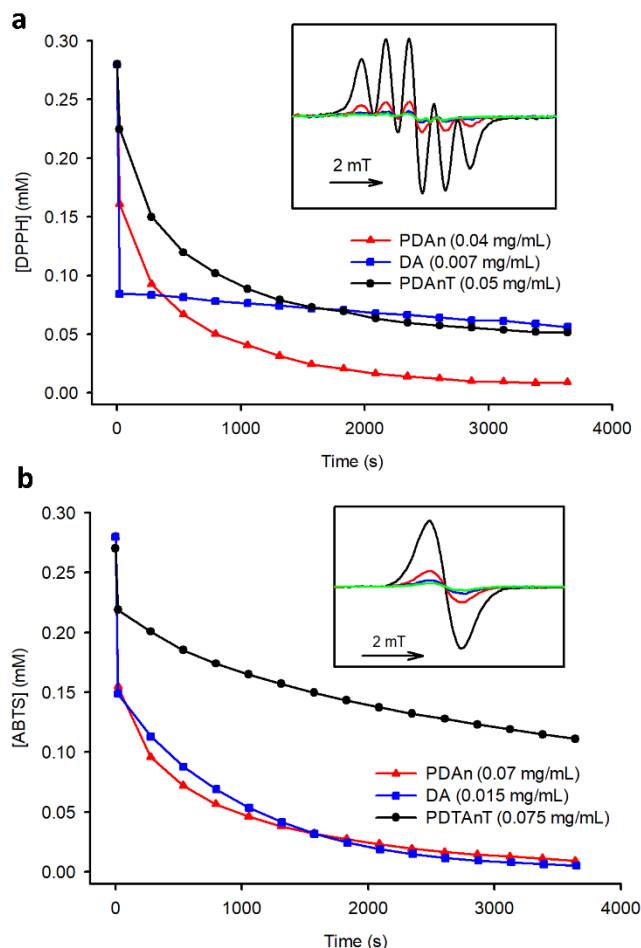 a
[DPPH] (mM)
0.30
0.25
0.20
0.15
0.10
0.05
0.00
2 mT
PDAn (0.04 mg/mL)
DA (0.007 mg/mL)
PDAnT (0.05 mg/mL)
0 1000 2000 3000 4000
Time (s)
b
[ABTS] (mM)
0.30
0.25
0.20
0.15
0.10
0.05
0.00
2 mT
PDAn (0.07 mg/mL)
DA (0.015 mg/mL)
PDTAnT (0.075 mg/mL)
0 1000 2000 3000 4000
Time (s)